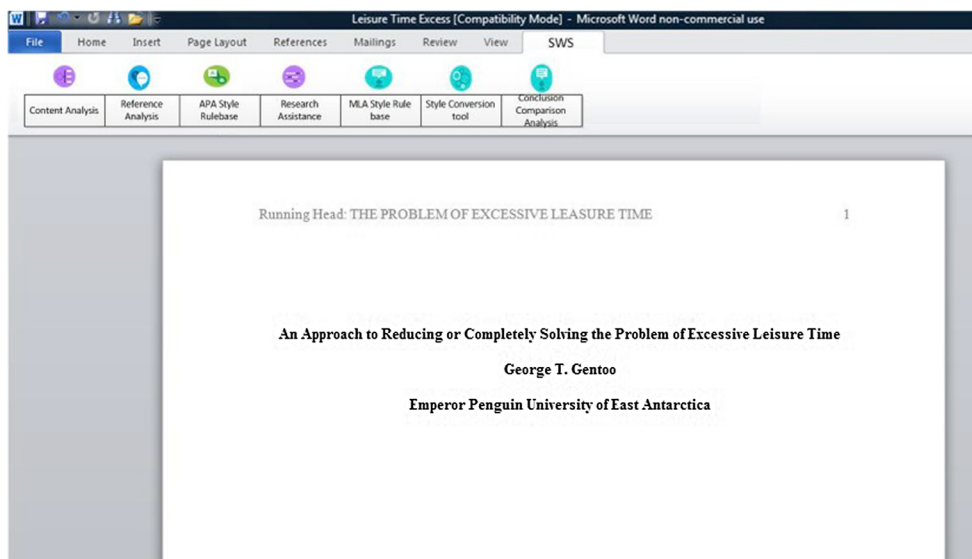 Leisure Time Excess [Compatibility Mode] - Microsoft Word non-commercial use
File Home Insert Page Layout References Mailings Review View SWS
Content Analysis
Reference
Analysis
APA Style
Rulebase
Research
Assistance
MLA Style Rule
base
Style Conversion
tool
Conclusion
Comparison
Analysis
Running Head: THE PROBLEM OF EXCESSIVE LEASURE TIME 1
An Approach to Reducing or Completely Solving the Problem of Excessive Leisure Time
George T. Gentoo
Emperor Penguin University of East Antarctica